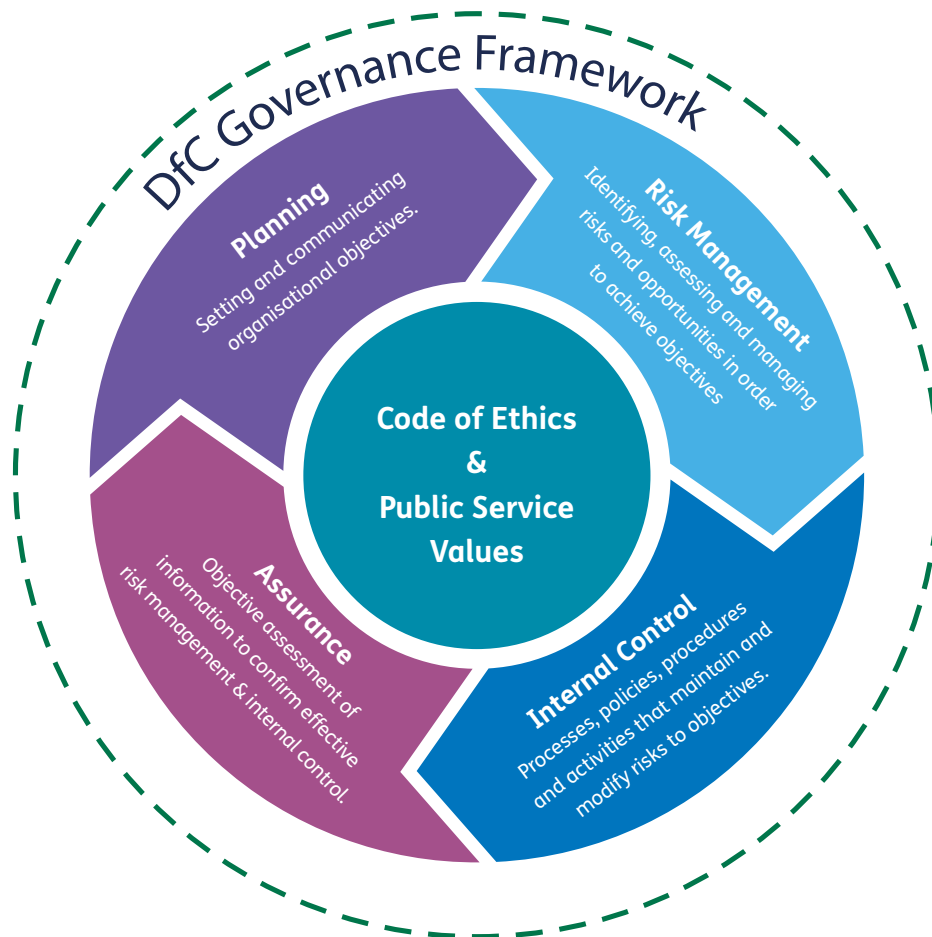 DfC Governance Framework
Planning
Setting and communicating
organisational objectives.
Risk Management
Identifying, assessing and managing
risks and opportunities in order
to achieve objectives
Code of Ethics
&
Public Service
Values
Internal Control
Processes, policies, procedures
and activities that maintain and
modify risks to objectives.
Assurance
Objective assessment of
information to confirm effective
risk management & internal control.